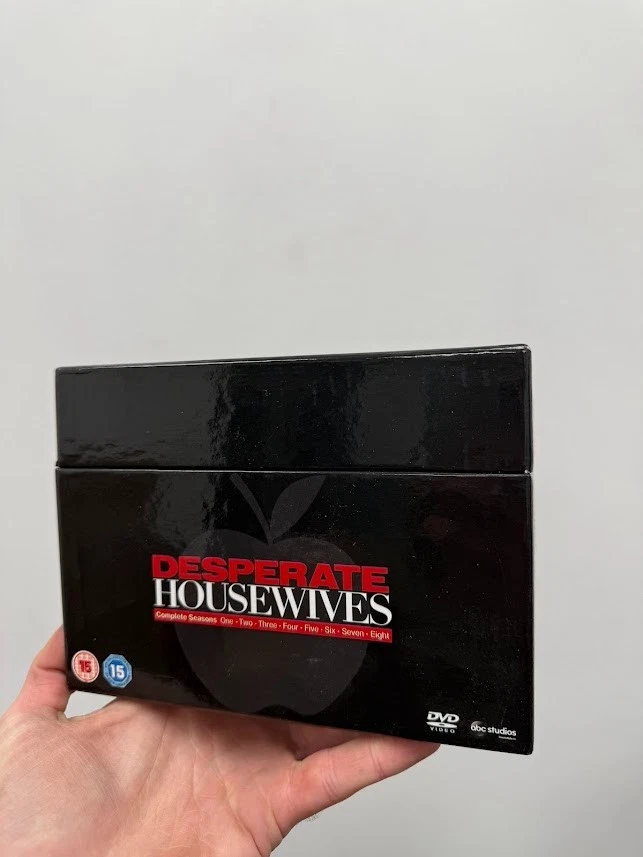 DESPERATE
HOUSEWIVES
Complete Seasons One • Two • Three • Four • Five • Six • Seven • Eight
15
15
DVD
VIDEO
abc studios